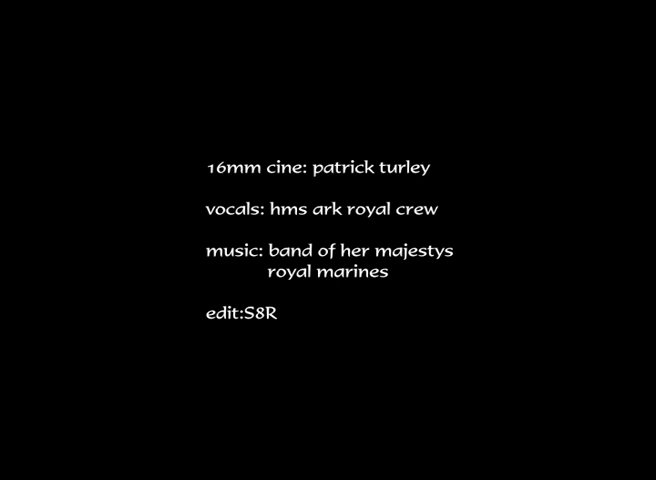 16mm cine: patrick turley
vocals: hms ark royal crew
music: band of her majestys
royal marines
edit:S8R